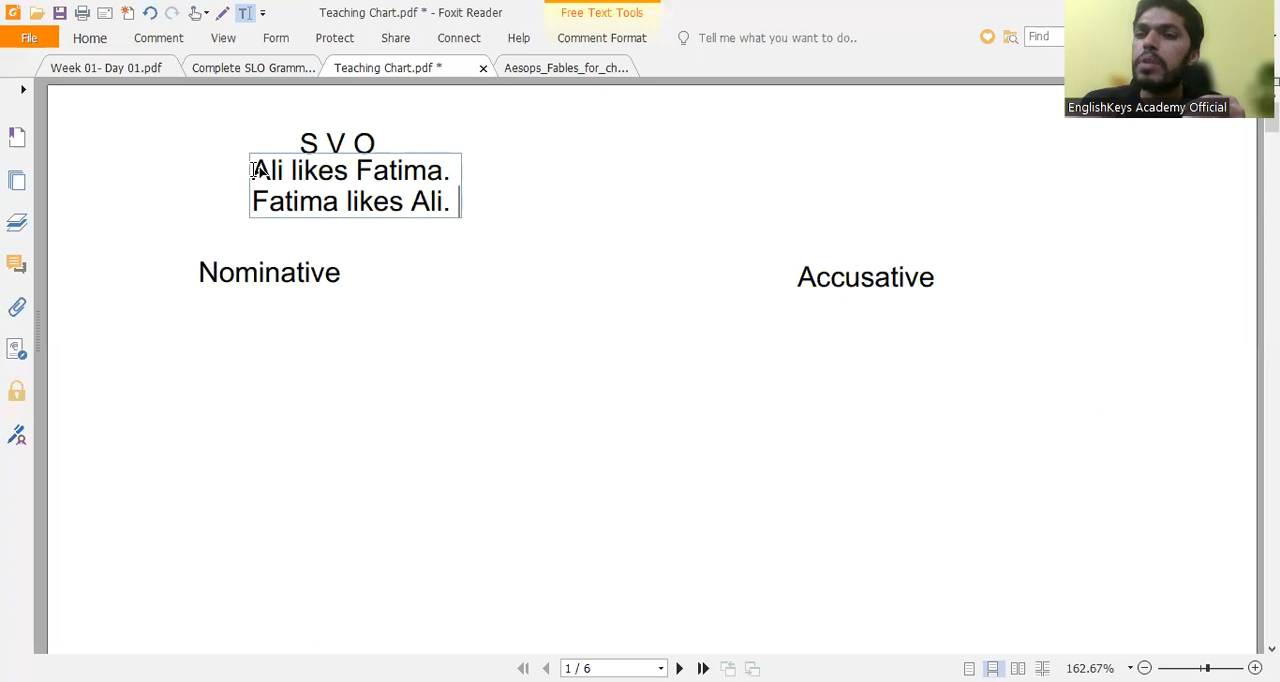 Teaching Chart.pdf * - Foxit Reader
Free Text Tools
File Home Comment View Form Protect Share Connect Help Comment Format Tell me what you want to do.. Find
Week 01- Day 01.pdf Complete SLO Gramm... Teaching Chart.pdf * Aesops_Fables_for_ch...
EnglishKeys Academy Official
S V O
Ali likes Fatima.
Fatima likes Ali.
Nominative
Accusative
1 / 6
162.67%